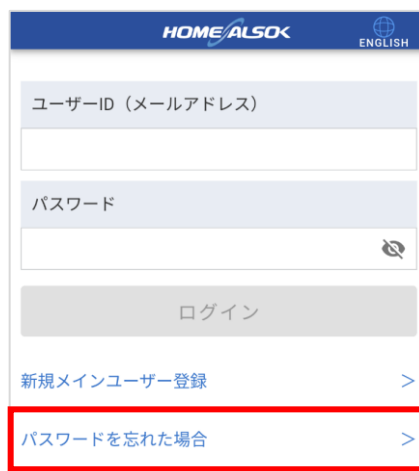 HOME ALSOK
ENGLISH
ユーザーID（メールアドレス）
パスワード
ログイン
新規メインユーザー登録 >
パスワードを忘れた場合 >